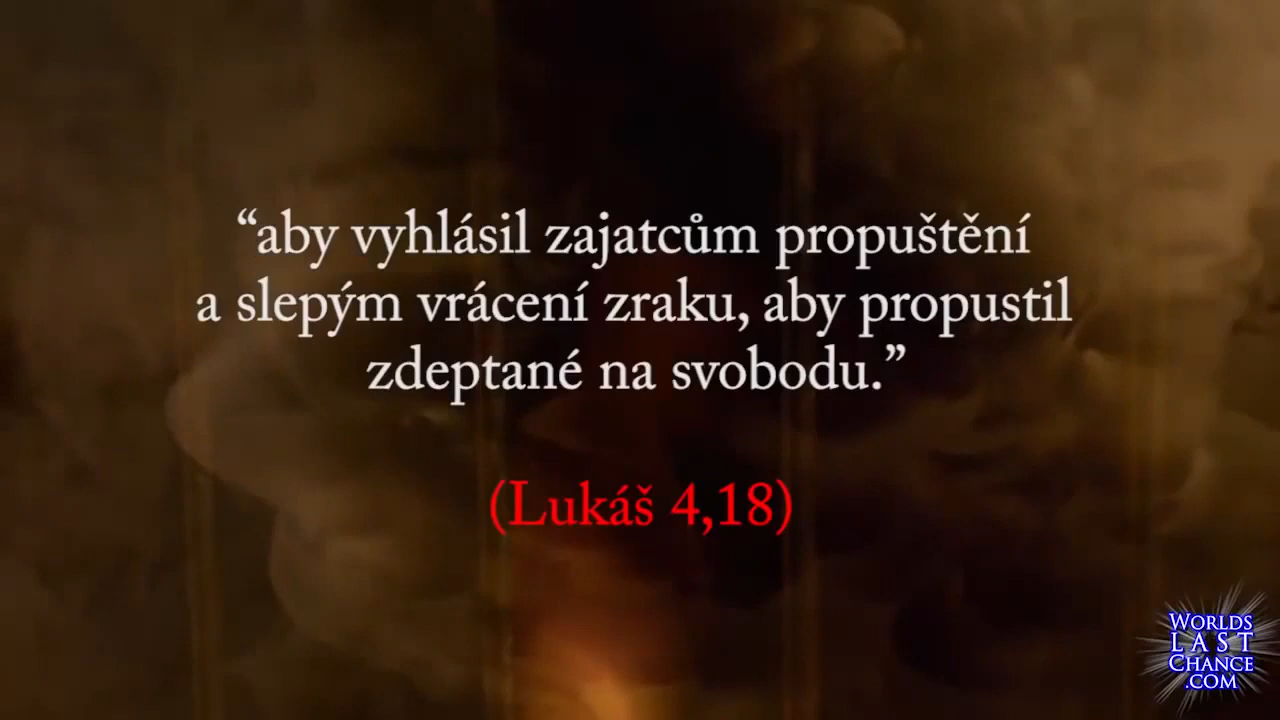 “aby vyhlásil zajatcům propuštění
a slepým vrácení zraku, aby propustil
zdeptané na svobodu.”
(Lukáš 4,18)
WORLDS
LAST
CHANCE
.COM